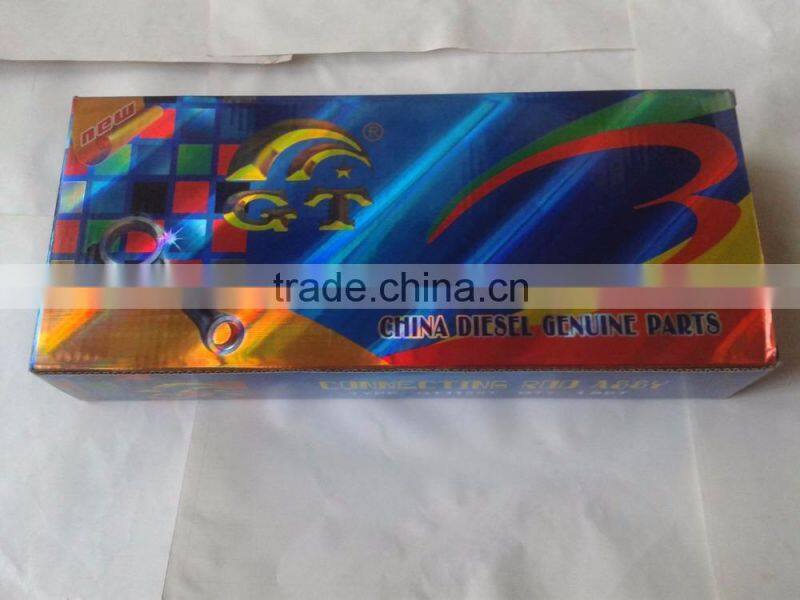 new
®
GT
trade.china.cn
CHINA DIESEL GENUINE PARTS
CONNECTING ROD ASSY